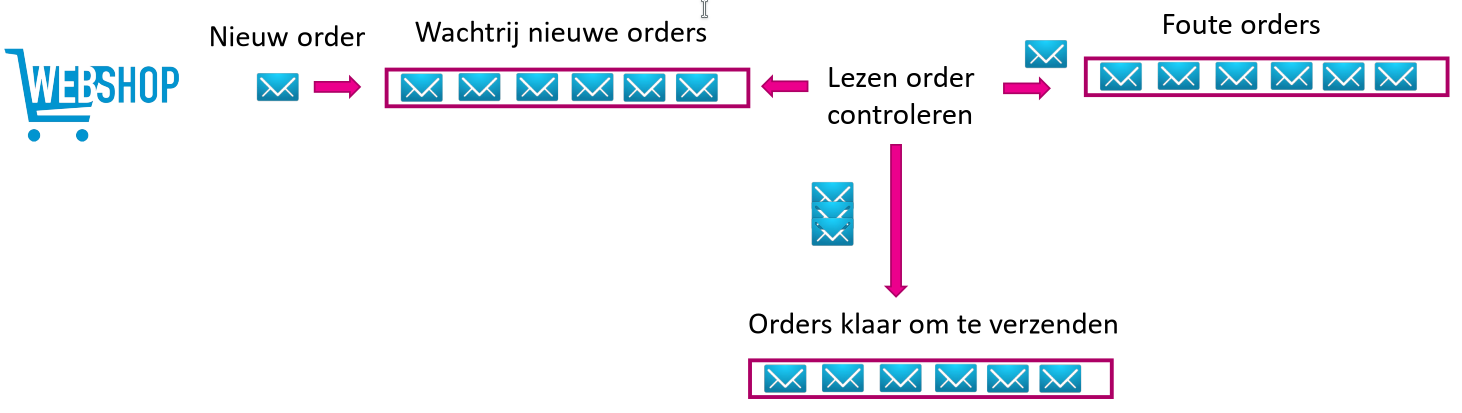 WEBSHOP
Nieuw order
Wachtrij nieuwe orders
Lezen order
controleren
Foute orders
Orders klaar om te verzenden